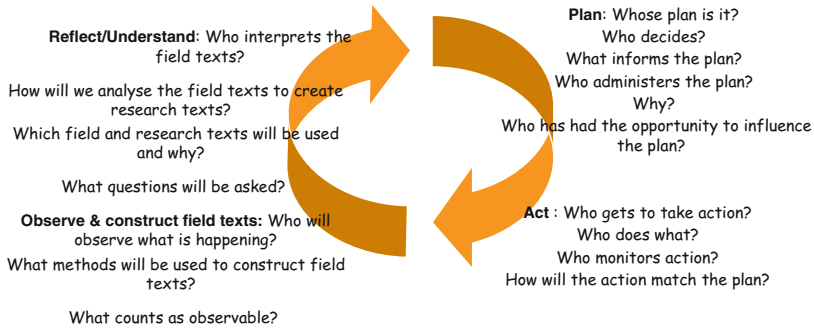 Reflect/Understand: Who interprets the
field texts?
How will we analyse the field texts to create
research texts?
Which field and research texts will be used
and why?
What questions will be asked?
Observe & construct field texts: Who will
observe what is happening?
What methods will be used to construct field
texts?
What counts as observable?
Plan: Whose plan is it?
Who decides?
What informs the plan?
Who administers the plan?
Why?
Who has had the opportunity to influence
the plan?
Act : Who gets to take action?
Who does what?
Who monitors action?
How will the action match the plan?